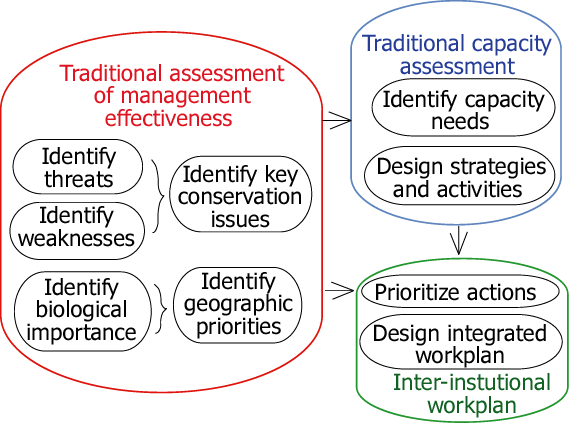 Traditional assessment
of management
effectiveness
Identify
threats
Identify
weaknesses
Identify key
conservation
issues
Identify
biological
importance
Identify
geographic
priorities
Traditional capacity
assessment
Identify capacity
needs
Design strategies
and activities
Prioritize actions
Design integrated
workplan
Inter-instutional
workplan